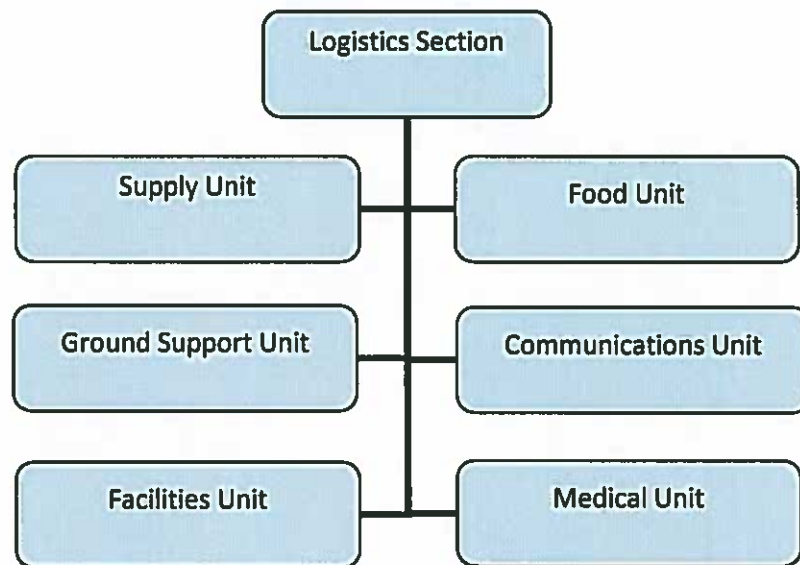 Logistics Section
Supply Unit
Food Unit
Ground Support Unit
Communications Unit
Facilities Unit
Medical Unit